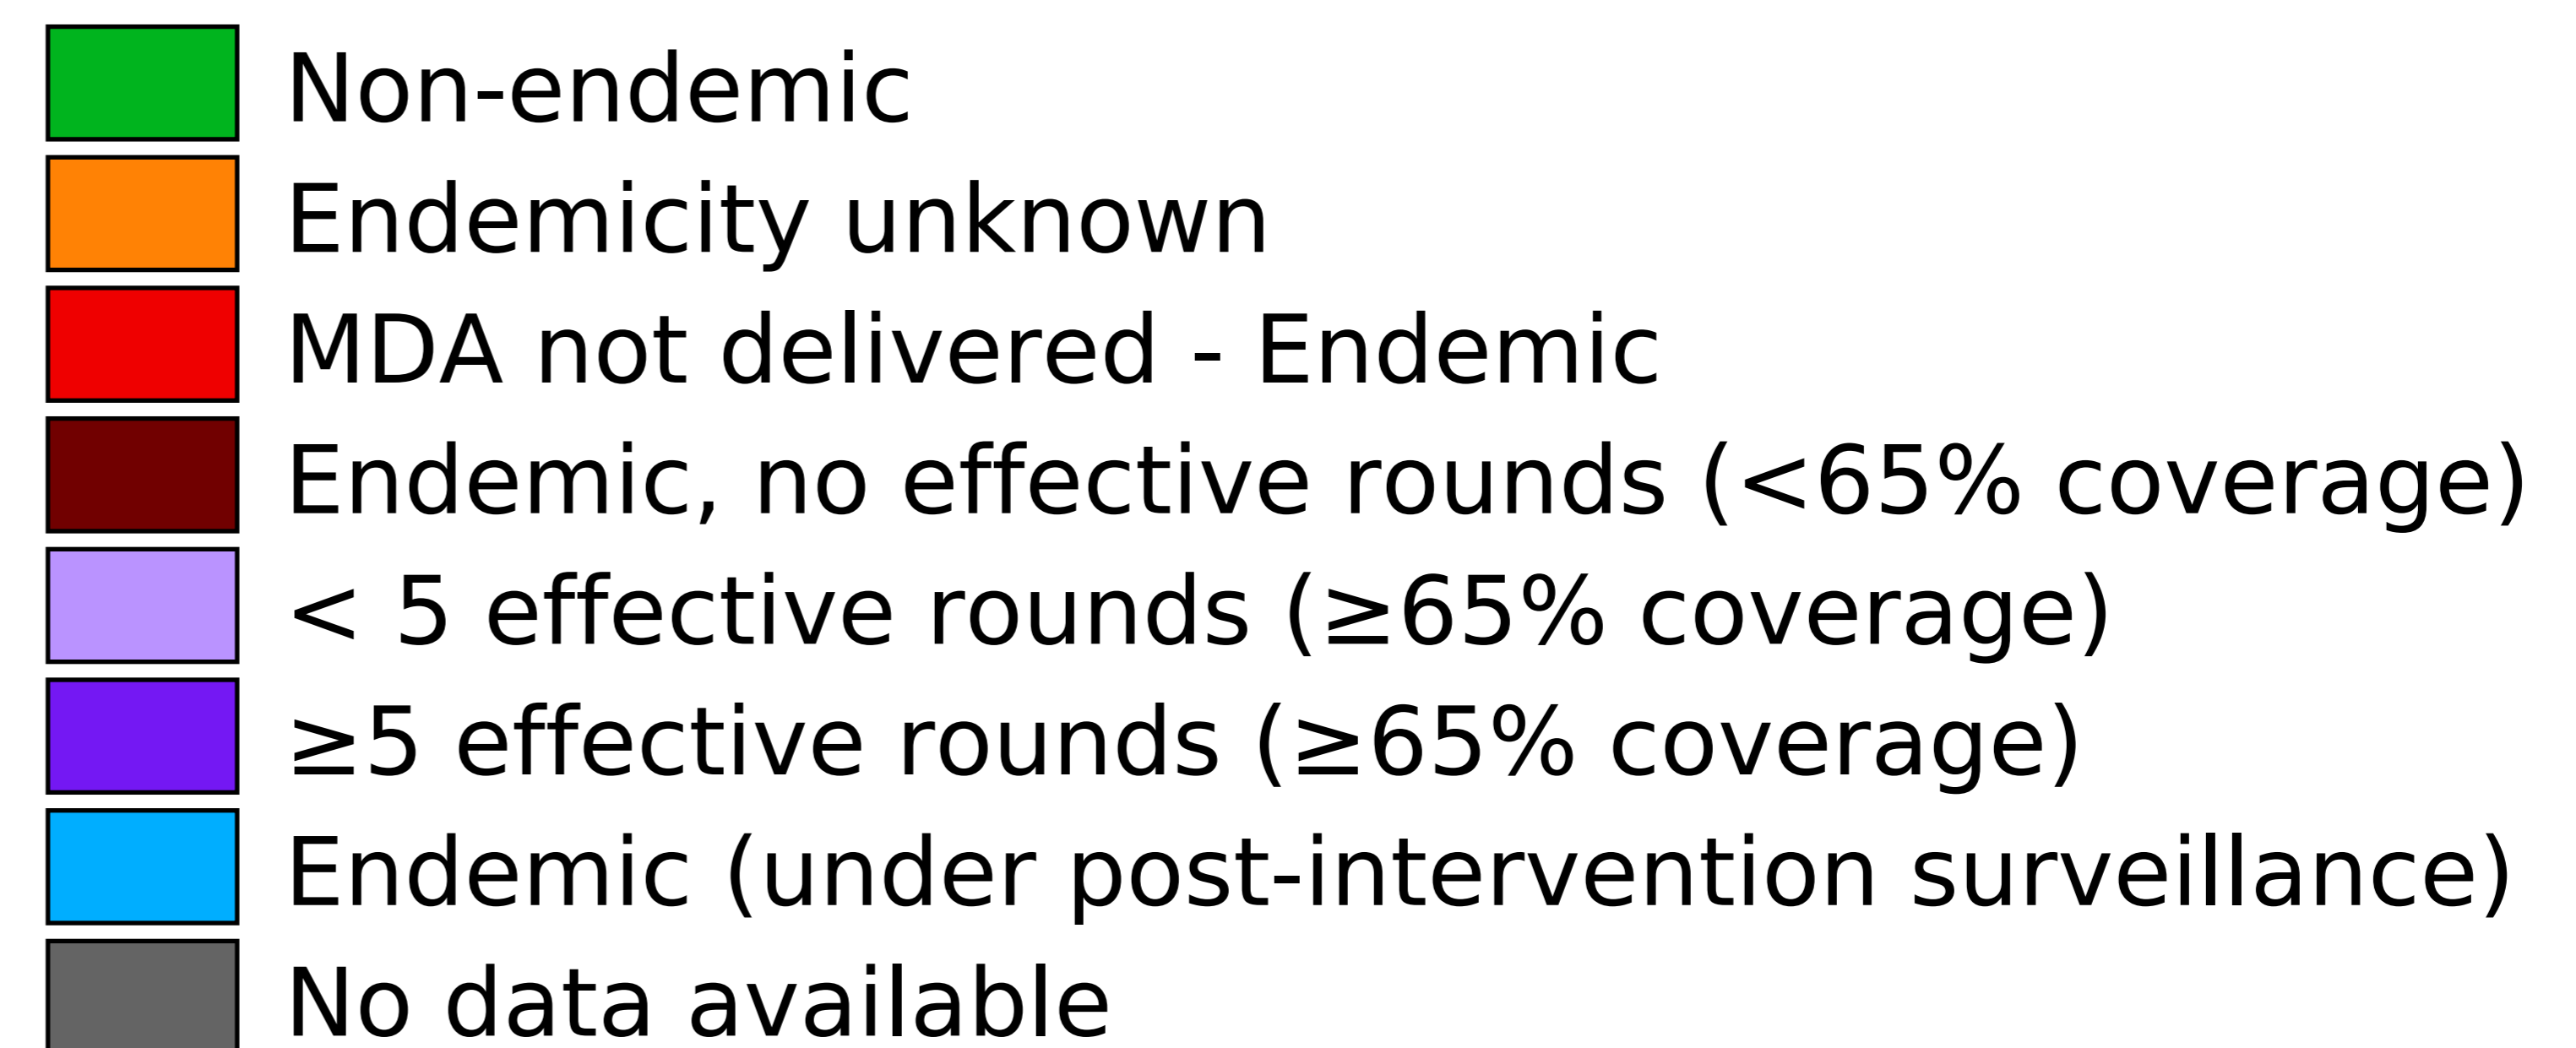 Non-endemic
Endemicity unknown
MDA not delivered - Endemic
Endemic, no effective rounds (<65% coverage)
< 5 effective rounds (≥65% coverage)
≥5 effective rounds (≥65% coverage)
Endemic (under post-intervention surveillance)
No data available